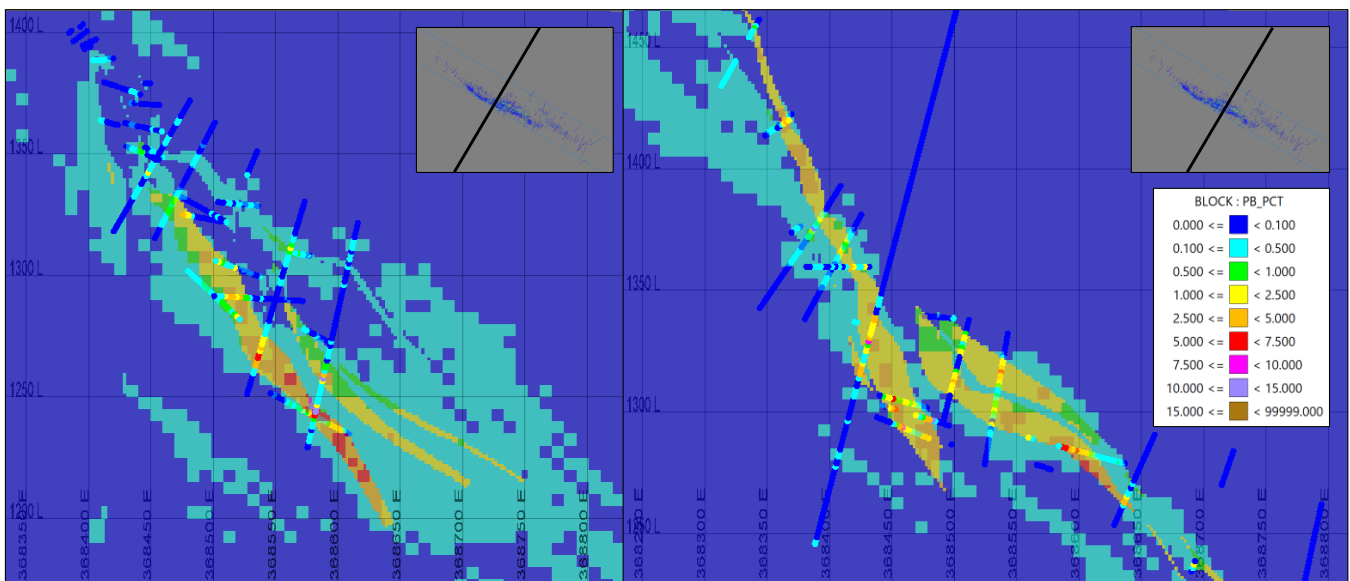 1400 L
1350 L
1300 L
1250 L
1200 L
368350 E
368400 E
368450 E
368500 E
368550 E
368600 E
368650 E
368700 E
368750 E
368800 E
1450 L
1400 L
1350 L
1300 L
1250 L
368250 E
368300 E
368350 E
368400 E
368450 E
368500 E
368550 E
368600 E
368650 E
368700 E
368750 E
368800 E
BLOCK : PB_PCT
0.000 <= < 0.100
0.100 <= < 0.500
0.500 <= < 1.000
1.000 <= < 2.500
2.500 <= < 5.000
5.000 <= < 7.500
7.500 <= < 10.000
10.000 <= < 15.000
15.000 <= < 99999.000